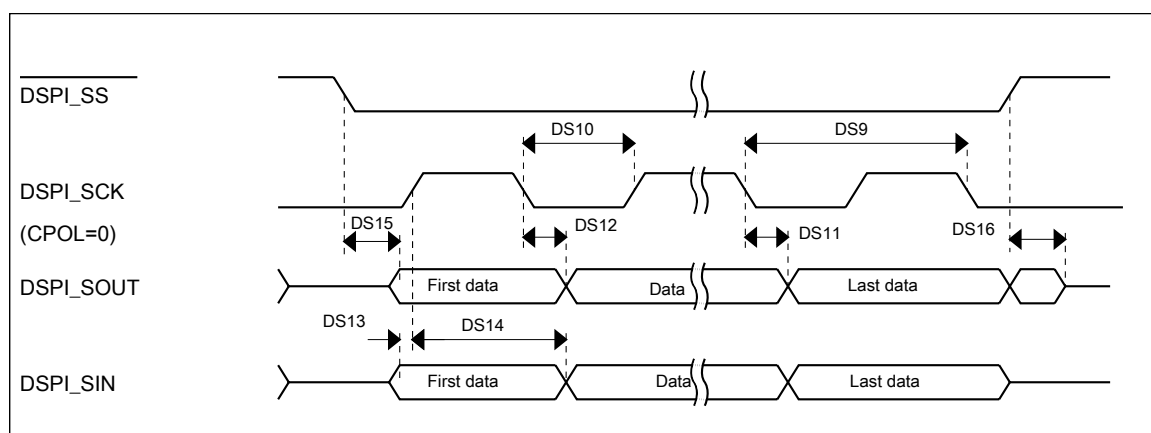 DSPI_SS
DS10
DS9
DSPI_SCK
DS15
DS12
DS11
DS16
(CPOL=0)
DSPI_SOUT
First data
Data
Last data
DS13
DS14
DSPI_SIN
First data
Data
Last data